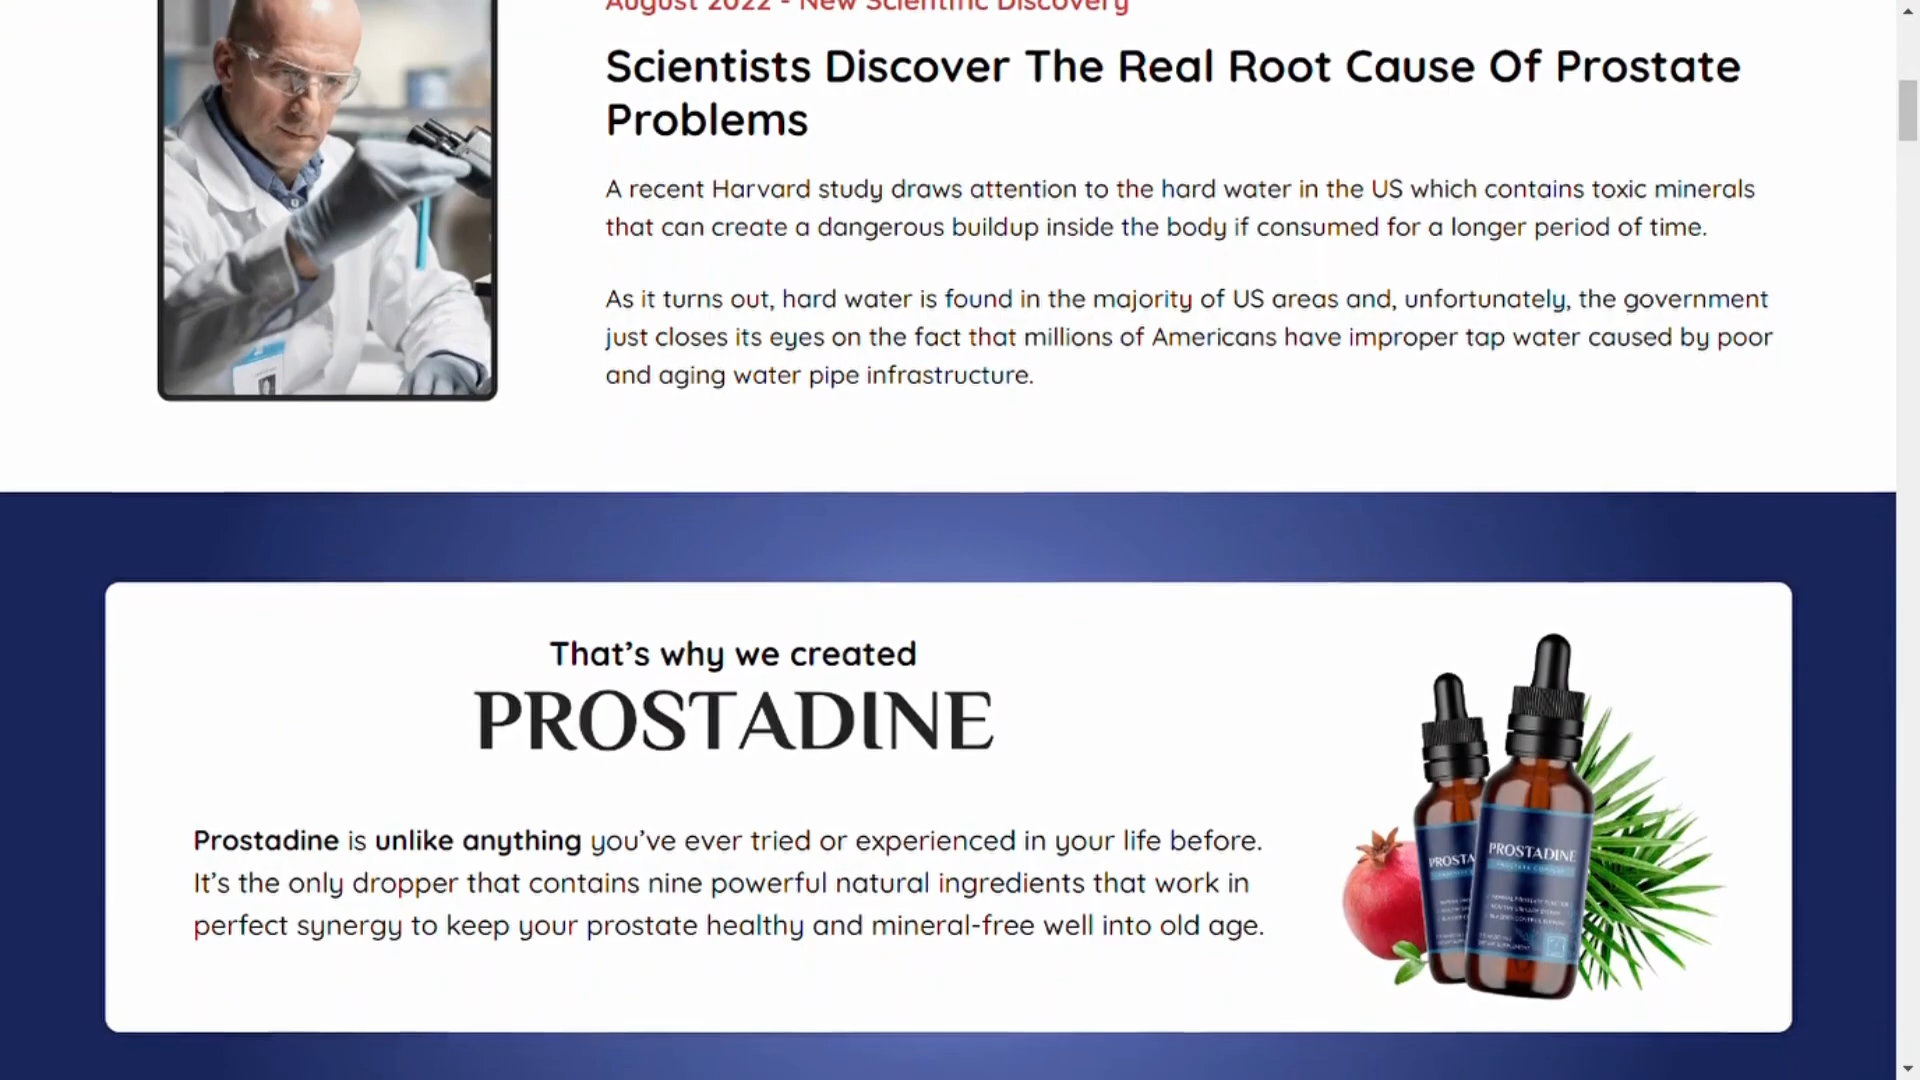 August 2022 - New Scientific Discovery
Scientists Discover The Real Root Cause Of Prostate
Problems
A recent Harvard study draws attention to the hard water in the US which contains toxic minerals
that can create a dangerous buildup inside the body if consumed for a longer period of time.
As it turns out, hard water is found in the majority of US areas and, unfortunately, the government
just closes its eyes on the fact that millions of Americans have improper tap water caused by poor
and aging water pipe infrastructure.
That’s why we created
PROSTADINE
Prostadine is unlike anything you’ve ever tried or experienced in your life before.
It’s the only dropper that contains nine powerful natural ingredients that work in
perfect synergy to keep your prostate healthy and mineral-free well into old age.
PROSTA
PROSTADINE